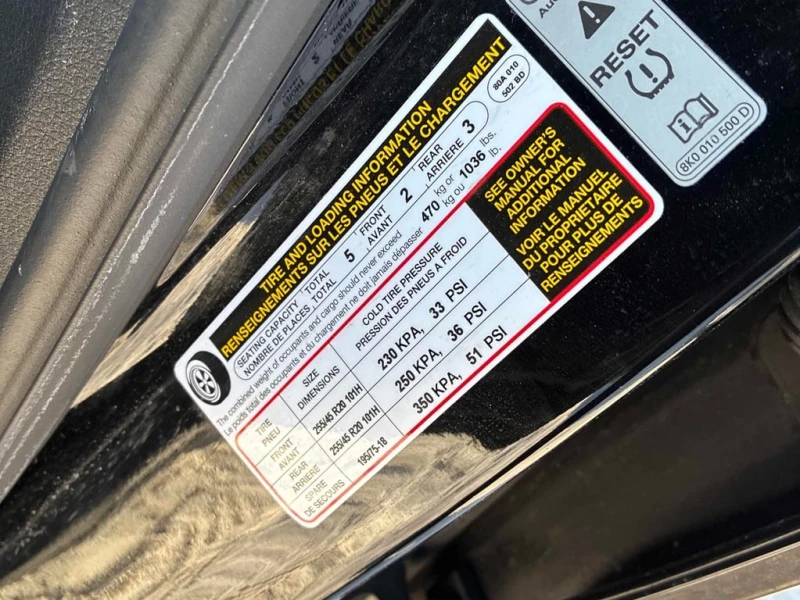 TIRE AND LOADING INFORMATION
RENSEIGNEMENTS SUR LES PNEUS ET LE CHARGEMENT
80A 010
502 BD
SEATING CAPACITY TOTAL 5 FRONT 2 REAR 3
NOMBRE DE PLACES TOTAL AVANT ARRIERE
The combined weight of occupants and cargo should never exceed 470 kg or 1036 lbs.
Le poids total des occupants et du chargement ne doit jamais dépasser kg ou lb.
TIRE SIZE COLD TIRE PRESSURE
PNEU DIMENSIONS PRESSION DES PNEUS A FROID
FRONT
AVANT 255/45 R20 101H 230 KPA, 33 PSI
REAR
ARRIERE 255/45 R20 101H 250 KPA, 36 PSI
SPARE
DE SECOURS 195/75-18 350 KPA, 51 PSI
SEE OWNER'S
MANUAL FOR
ADDITIONAL
INFORMATION
VOIR LE MANUEL
DU PROPRIETAIRE
POUR PLUS DE
RENSEIGNEMENTS
RESET
8K0 010 500 D